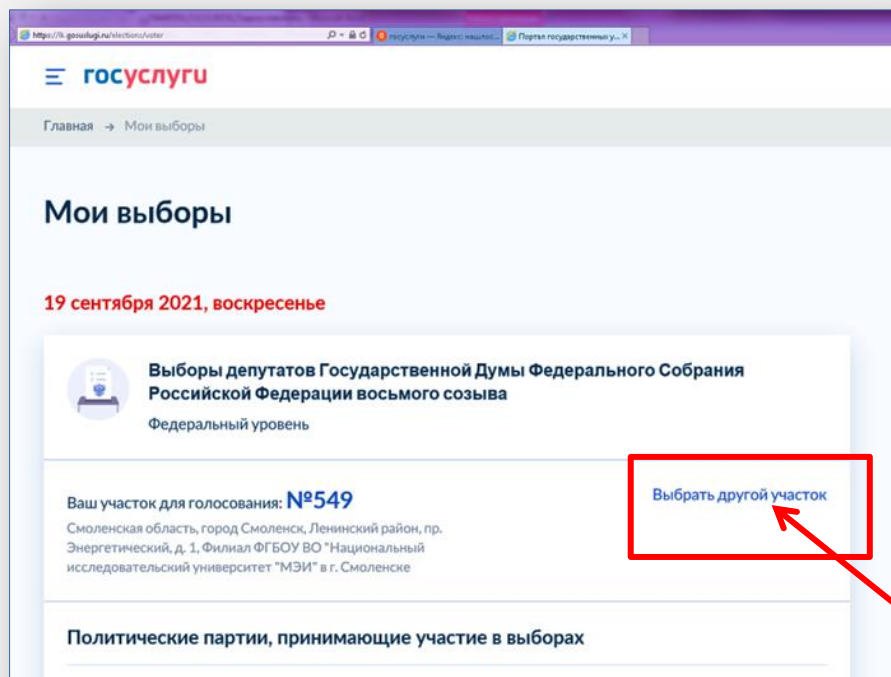 https://lk.gosuslugi.ru/elections/voter
госуслуги — Яндекс: нашлос...
Портал государственных у...
госуслуги
Главная → Мои выборы
Мои выборы
19 сентября 2021, воскресенье
Выборы депутатов Государственной Думы Федерального Собрания
Российской Федерации восьмого созыва
Федеральный уровень
Ваш участок для голосования: №549
Выбрать другой участок
Смоленская область, город Смоленск, Ленинский район, пр.
Энергетический, д. 1, Филиал ФГБОУ ВО "Национальный
исследовательский университет "МЭИ" в г. Смоленске
Политические партии, принимающие участие в выборах